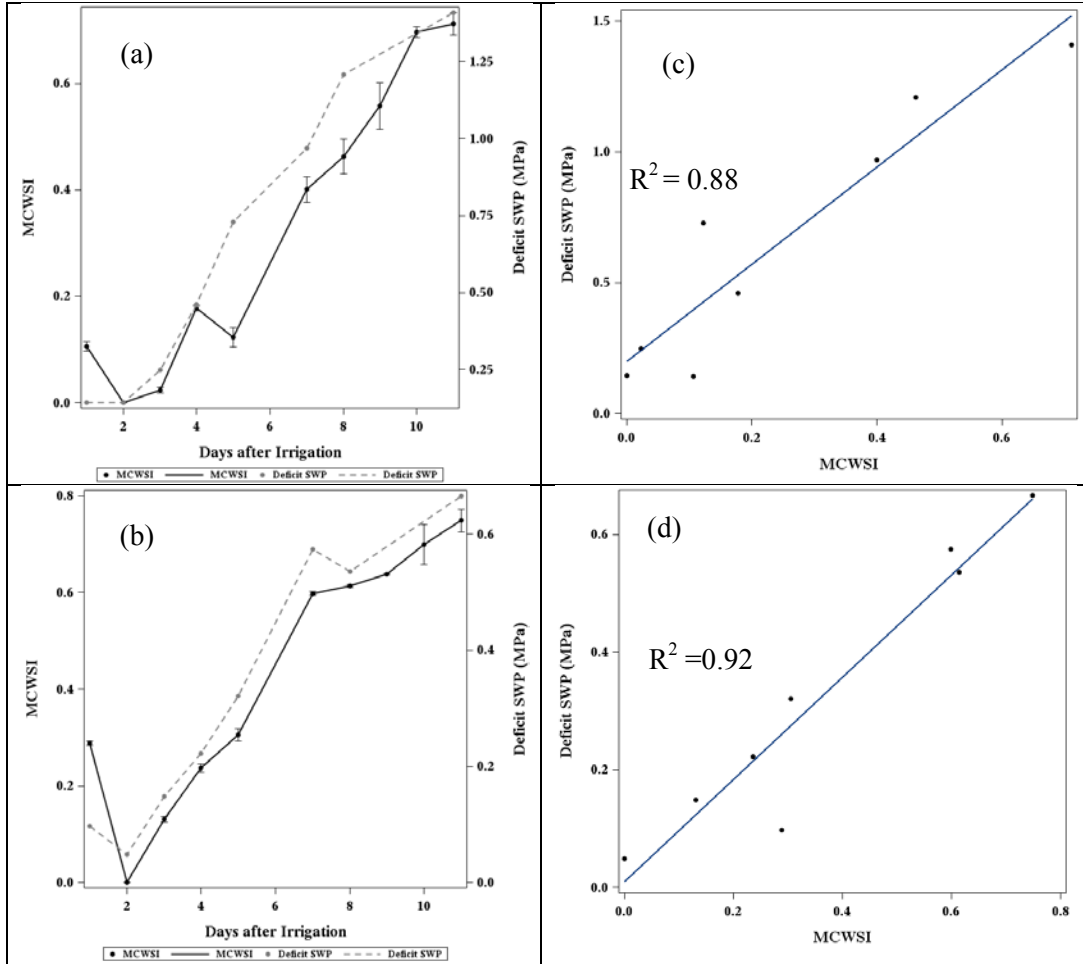 (a)
MCWSI
0.6
0.4
0.2
0.0
1.25
1.00
0.75
0.50
0.25
Deficit SWP (MPa)
2 4 6 8 10
Days after Irrigation
MCWSI MCWSI Deficit SWP Deficit SWP
(c)
R² = 0.88
Deficit SWP (MPa)
1.5
1.0
0.5
0.0
0.0 0.2 0.4 0.6
MCWSI
(b)
MCWSI
0.8
0.6
0.4
0.2
0.0
0.6
0.4
0.2
0.0
Deficit SWP (MPa)
2 4 6 8 10
Days after Irrigation
MCWSI MCWSI Deficit SWP Deficit SWP
(d)
R² =0.92
Deficit SWP (MPa)
0.6
0.4
0.2
0.0
0.0 0.2 0.4 0.6 0.8
MCWSI